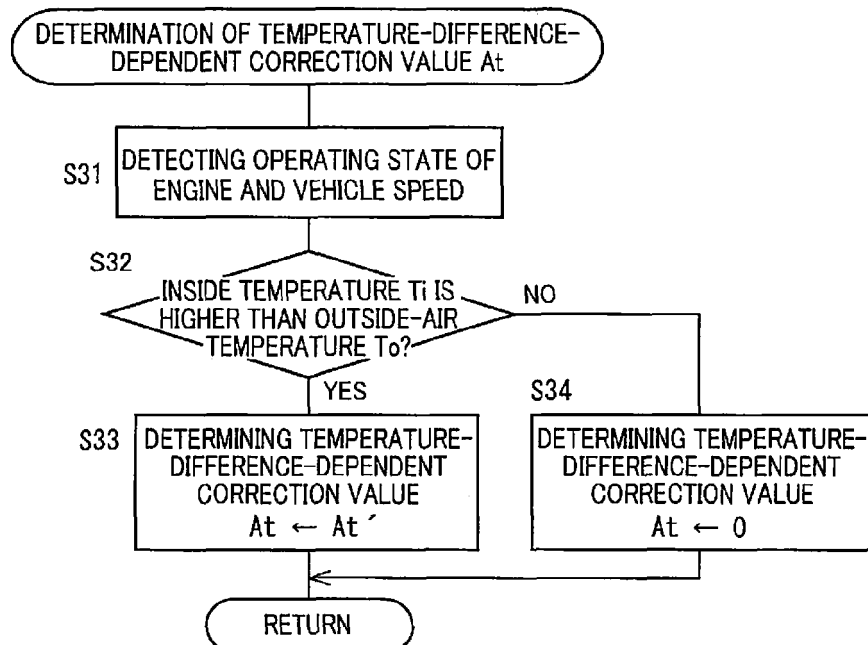 DETERMINATION OF TEMPERATURE-DIFFERENCE-
DEPENDENT CORRECTION VALUE At
S31
DETECTING OPERATING STATE OF
ENGINE AND VEHICLE SPEED
S32
INSIDE TEMPERATURE Ti IS
HIGHER THAN OUTSIDE-AIR
TEMPERATURE To?
NO
YES
S33
DETERMINING TEMPERATURE-
DIFFERENCE-DEPENDENT
CORRECTION VALUE
At ← At´
S34
DETERMINING TEMPERATURE-
DIFFERENCE-DEPENDENT
CORRECTION VALUE
At ← 0
RETURN